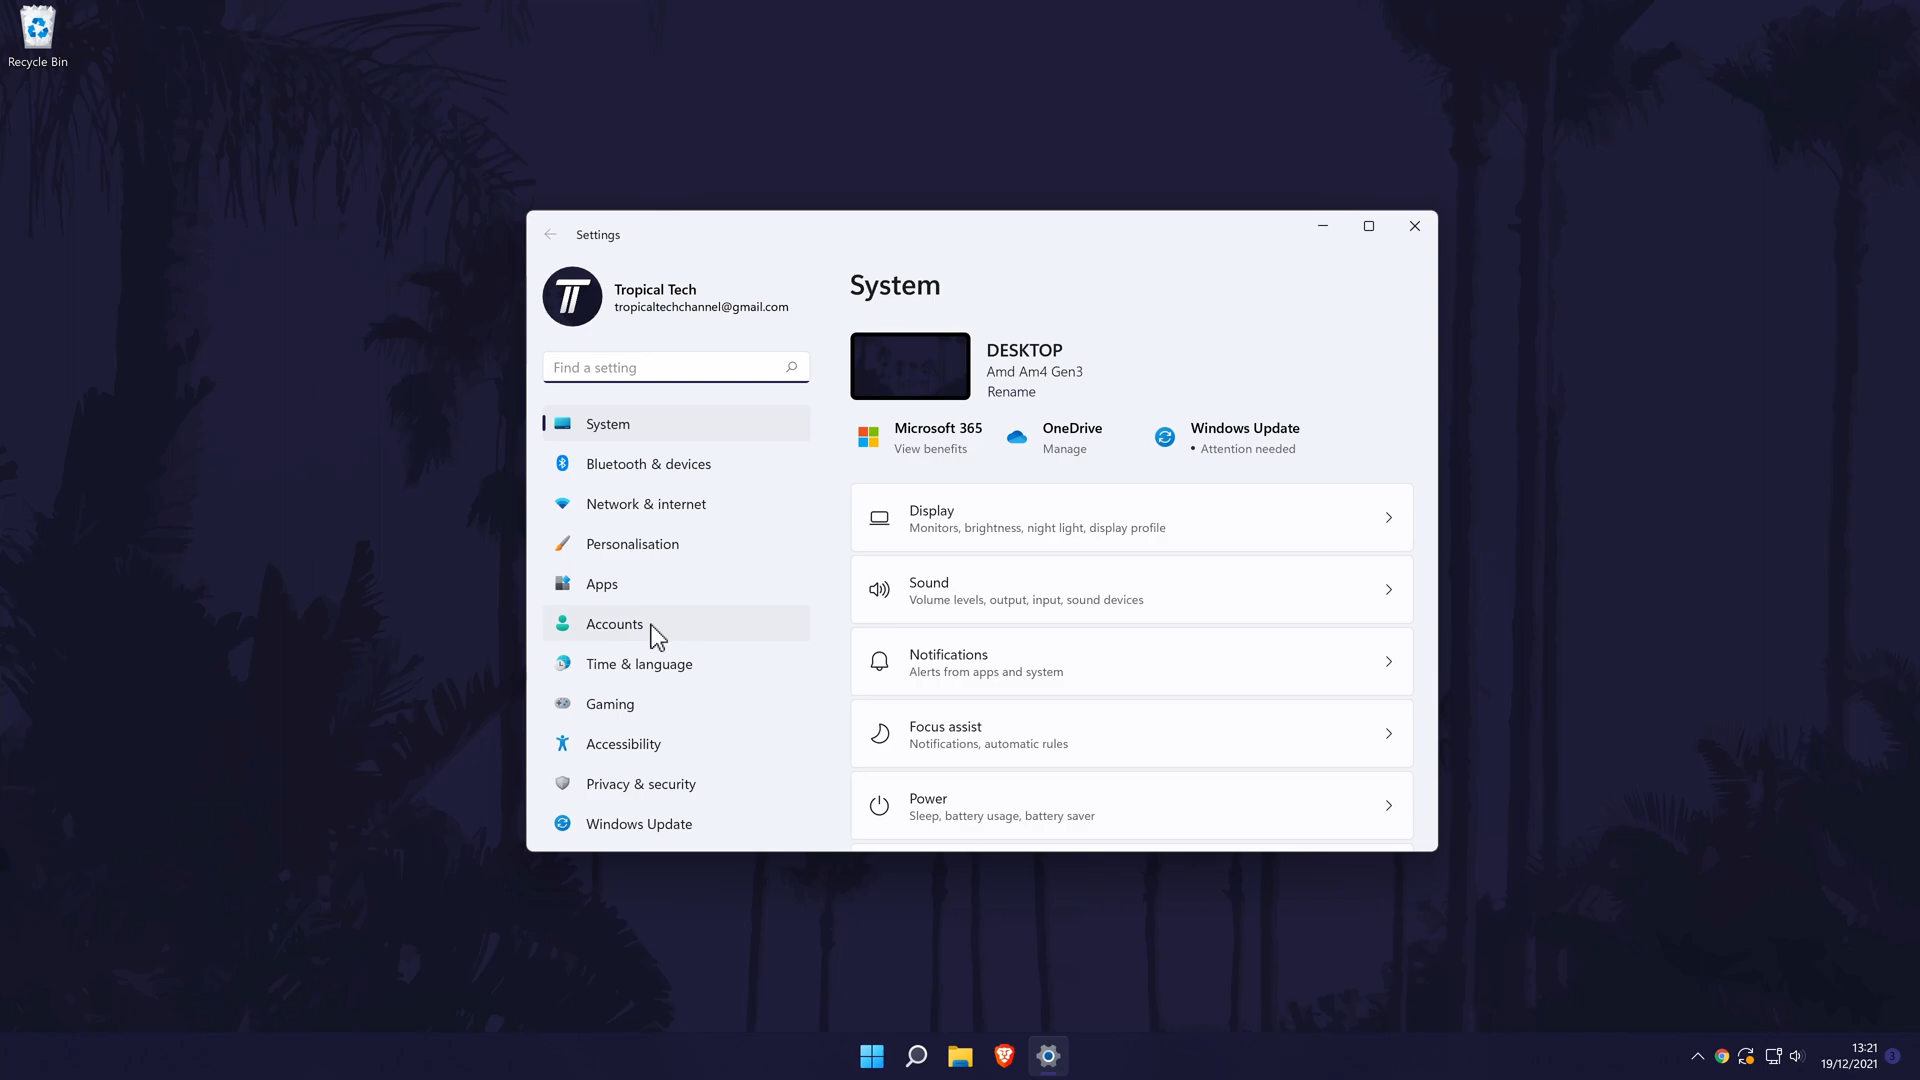 Recycle Bin
Settings
Tropical Tech
tropicaltechchannel@gmail.com
Find a setting
System
Bluetooth & devices
Network & internet
Personalisation
Apps
Accounts
Time & language
Gaming
Accessibility
Privacy & security
Windows Update
System
DESKTOP
Amd Am4 Gen3
Rename
Microsoft 365
View benefits
OneDrive
Manage
Windows Update
• Attention needed
Display
Monitors, brightness, night light, display profile
Sound
Volume levels, output, input, sound devices
Notifications
Alerts from apps and system
Focus assist
Notifications, automatic rules
Power
Sleep, battery usage, battery saver
13:21
19/12/2021
3